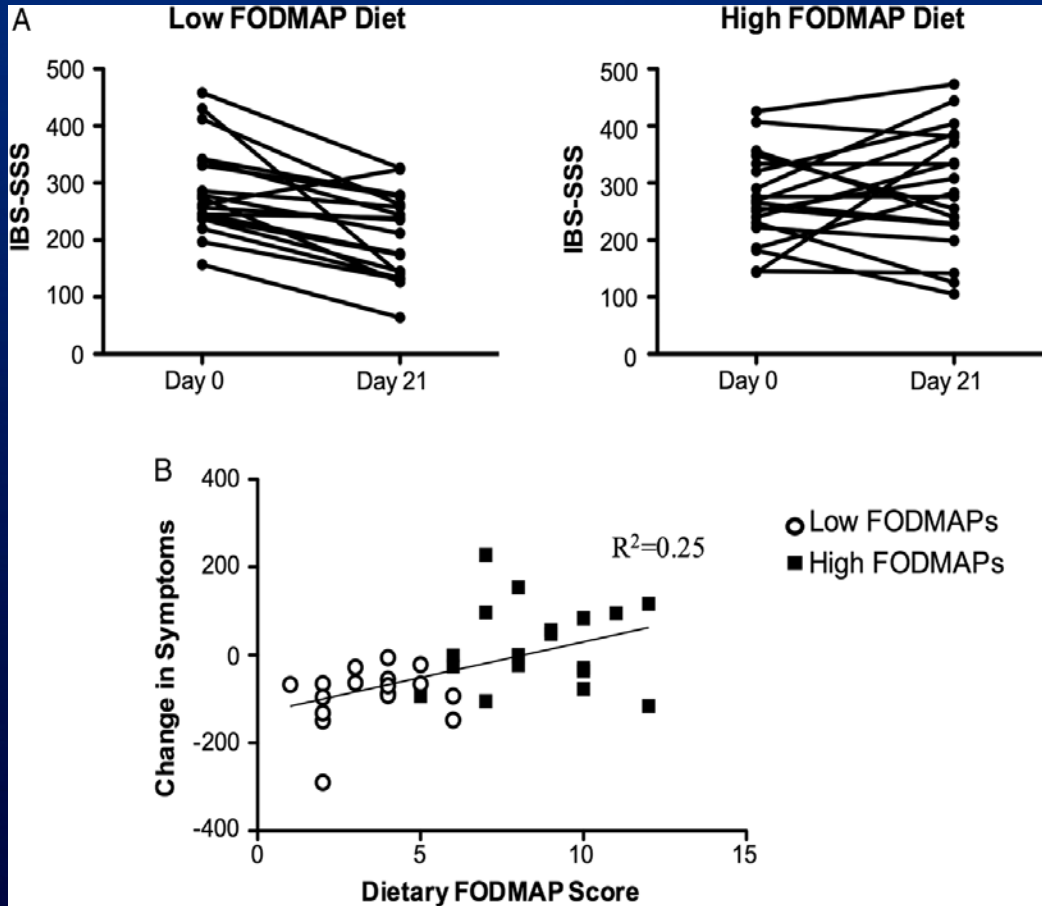 A
Low FODMAP Diet
High FODMAP Diet
500
400
300
200
100
0
IBS-SSS
Day 0
Day 21
500
400
300
200
100
0
IBS-SSS
Day 0
Day 21
B
400
200
0
-200
-400
Change in Symptoms
R²=0.25
Low FODMAPs
High FODMAPs
0
5
10
15
Dietary FODMAP Score